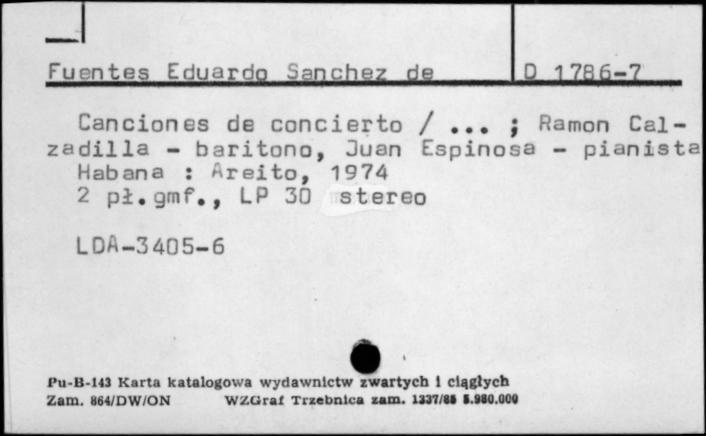 Fuentes Eduardo Sanchez de D 1786-7
Canciones de concierto / ... ; Ramon Cal-
zadilla - baritono, Juan Espinosa - pianista
Habana : Areito, 1974
2 pł.gmf., LP 30 stereo
LDA-3405-6
Pu-B-143 Karta katalogowa wydawnictw zwartych i ciągłych
Zam. 864/DW/ON WZGraf Trzebnica zam. 1337/85 5.980.000